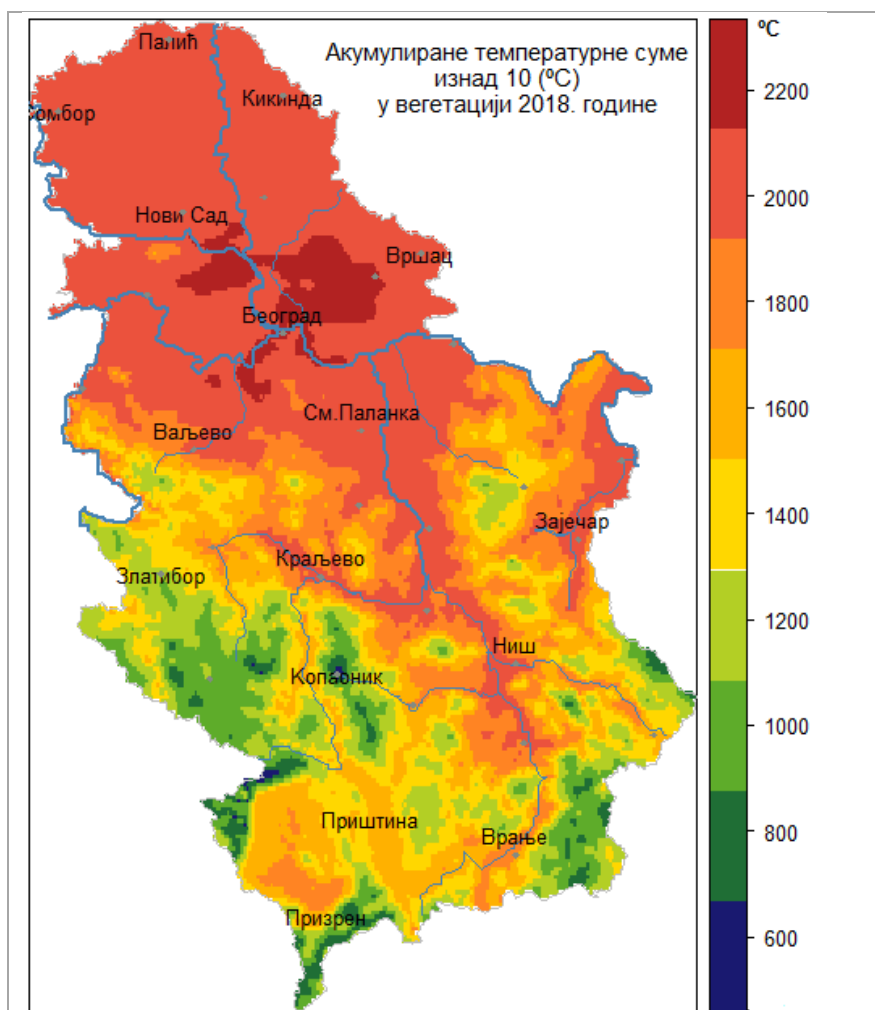 Акумулиране температурне суме
изнад 10 (ºC)
у вегетацији 2018. године
ºC
Палић
Кикинда
Сомбор
Нови Сад
Вршац
Београд
См.Паланка
Ваљево
Зајечар
Краљево
Златибор
Ниш
Копаоник
Приштина
Врање
Призрен
2200
2000
1800
1600
1400
1200
1000
800
600